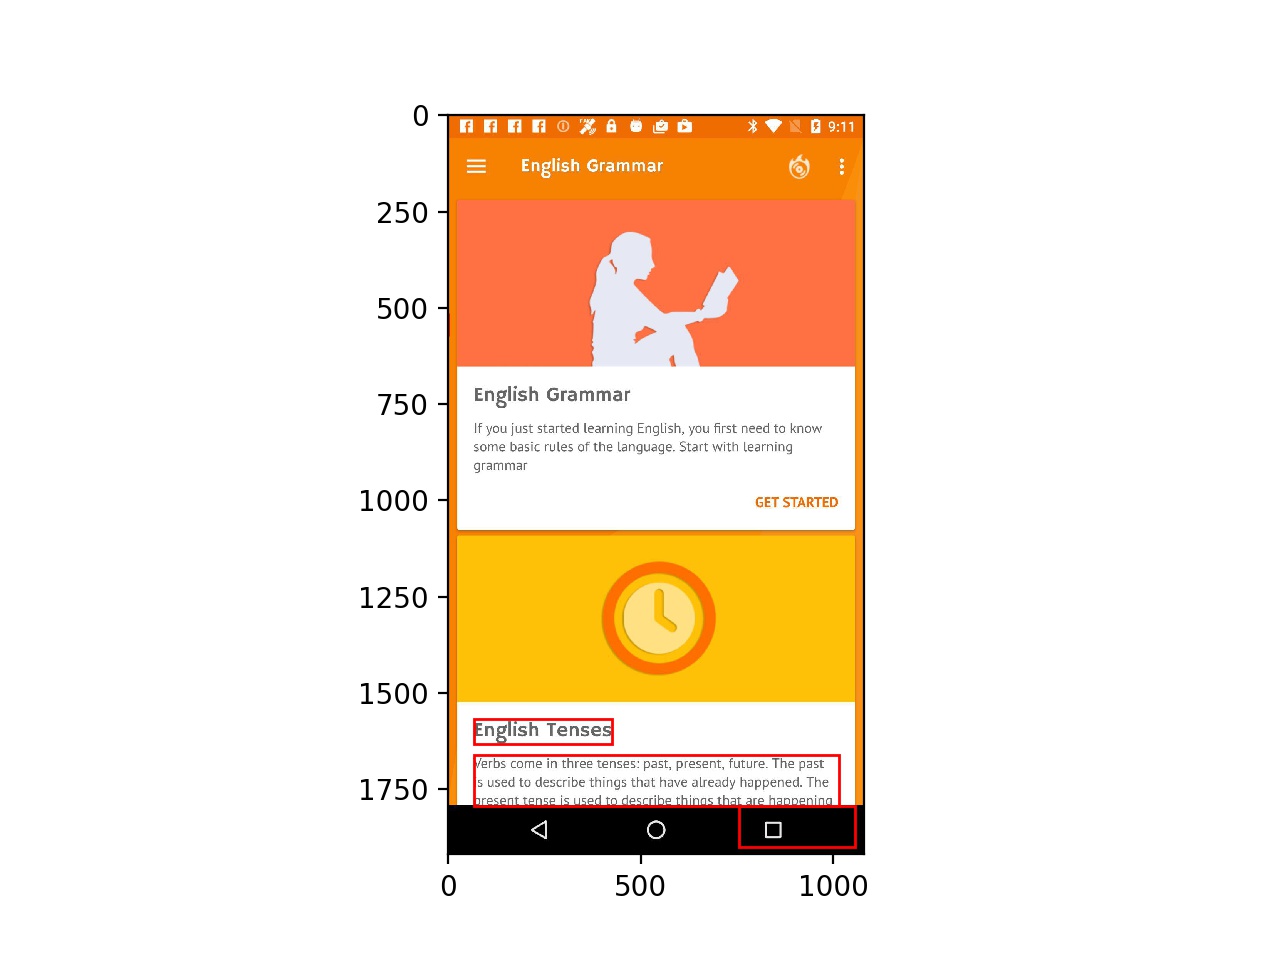 0
250
500
750
1000
1250
1500
1750
0 500 1000
9:11
English Grammar
English Grammar
If you just started learning English, you first need to know
some basic rules of the language. Start with learning
grammar
GET STARTED
English Tenses
Verbs come in three tenses: past, present, future. The past
is used to describe things that have already happened. The
present tense is used to describe things that are happening